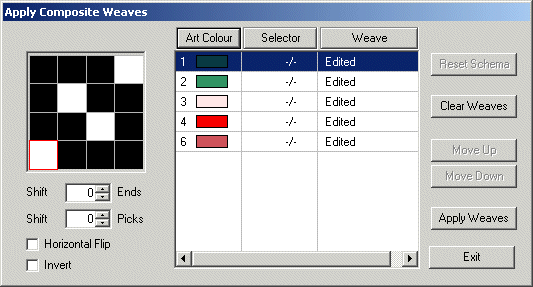 Apply Composite Weaves
Art Colour Selector Weave
1 -/- Edited
2 -/- Edited
3 -/- Edited
4 -/- Edited
6 -/- Edited
Shift 0 Ends
Shift 0 Picks
Horizontal Flip
Invert
Reset Schema
Clear Weaves
Move Up
Move Down
Apply Weaves
Exit